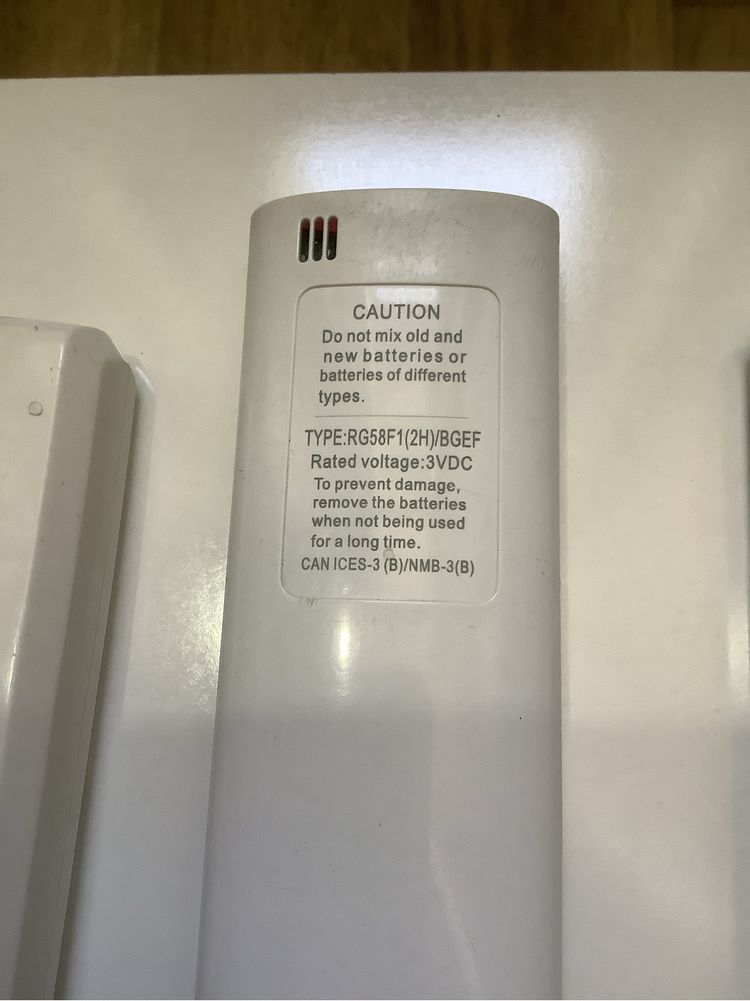 CAUTION
Do not mix old and
new batteries or
batteries of different
types.
TYPE:RG58F1(2H)/BGEF
Rated voltage:3VDC
To prevent damage,
remove the batteries
when not being used
for a long time.
CAN ICES-3 (B)/NMB-3(B)